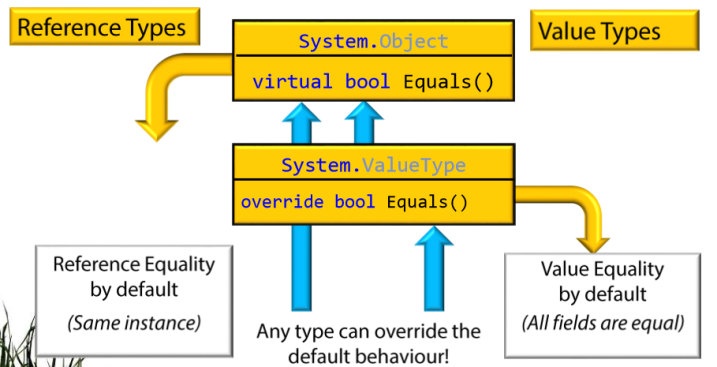 Reference Types
System.Object
virtual bool Equals()
Value Types
System.ValueType
override bool Equals()
Reference Equality
by default
(Same instance)
Any type can override the
default behaviour!
Value Equality
by default
(All fields are equal)